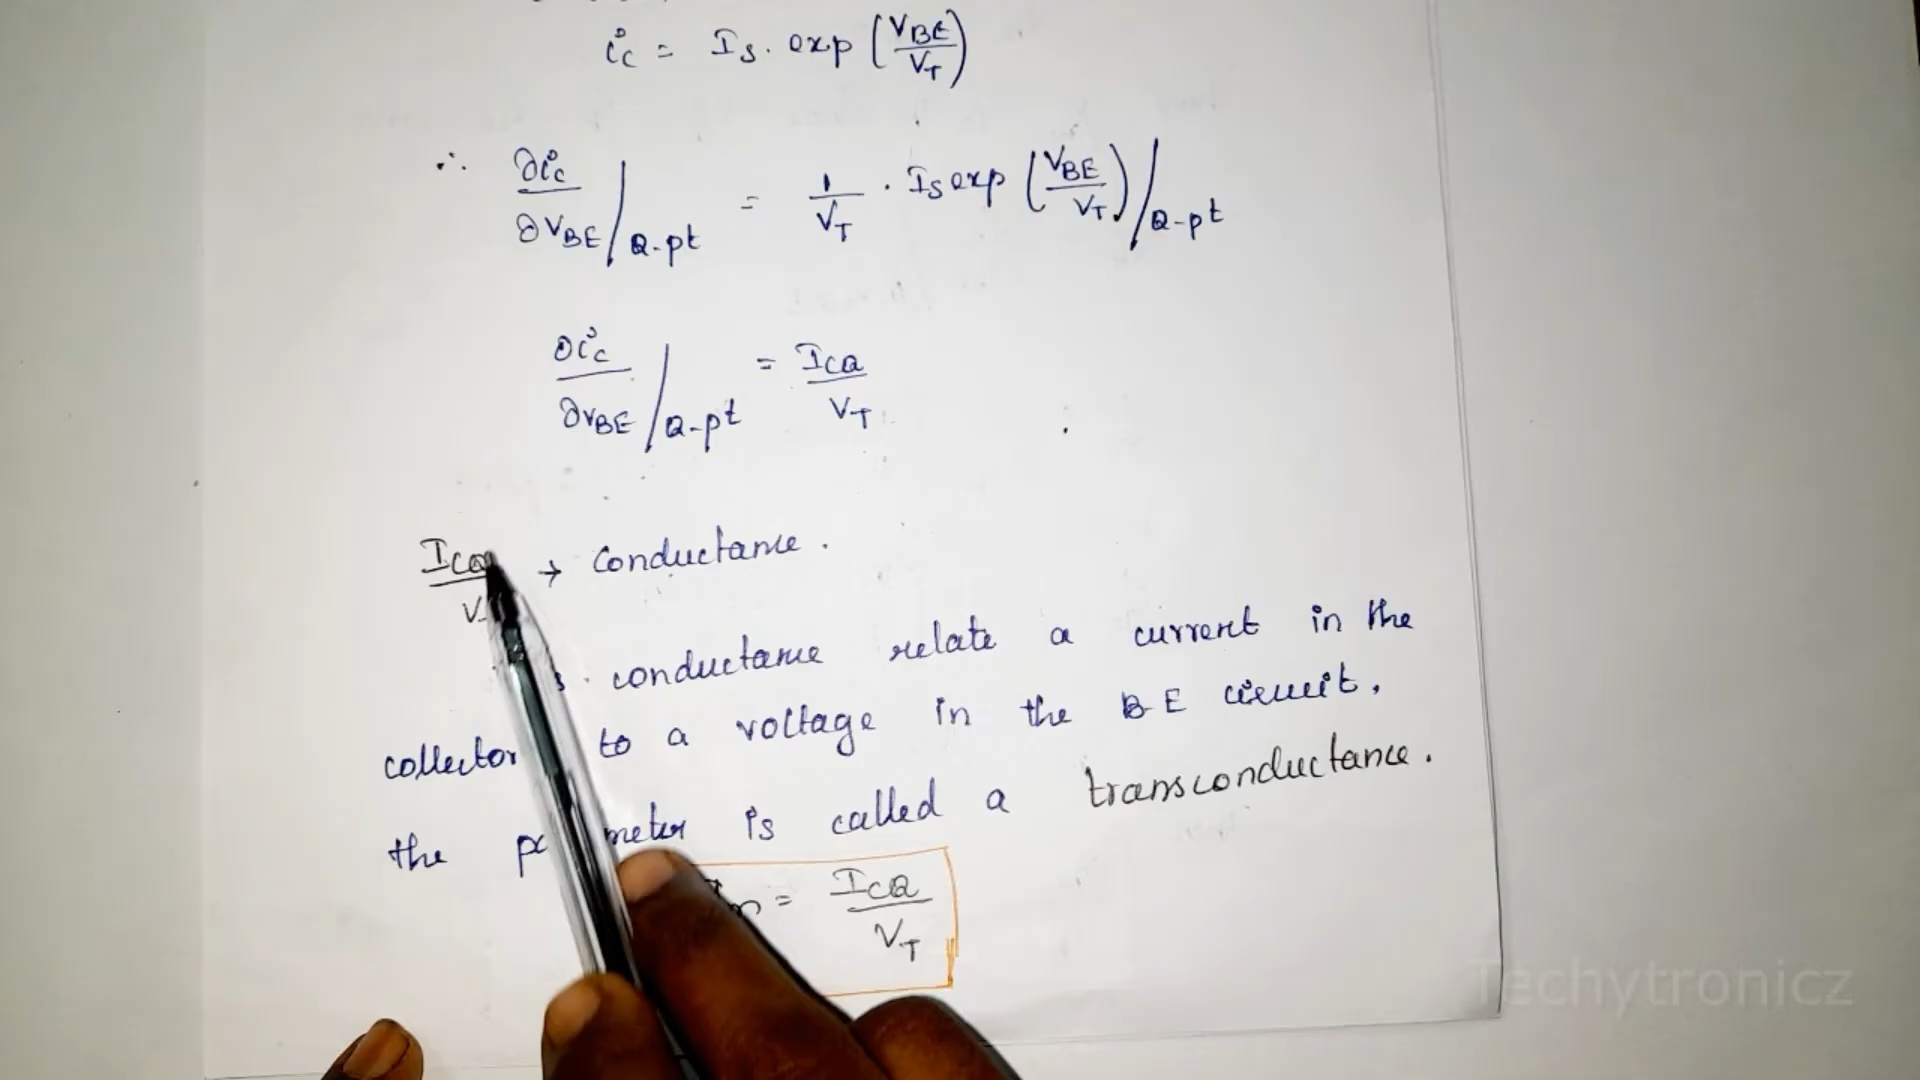 ic = Is. exp (VBE/VT)
∴ ∂ic/∂VBE |Q-pt = 1/VT · Is exp (VBE/VT) |Q-pt
∂ic/∂vBE |Q-pt = ICQ/VT
ICQ → Conductance.
conductance relate a current in the
collector to a voltage in the BE circuit.
the is called a transconductance.
= ICQ/VT
Techytronicz